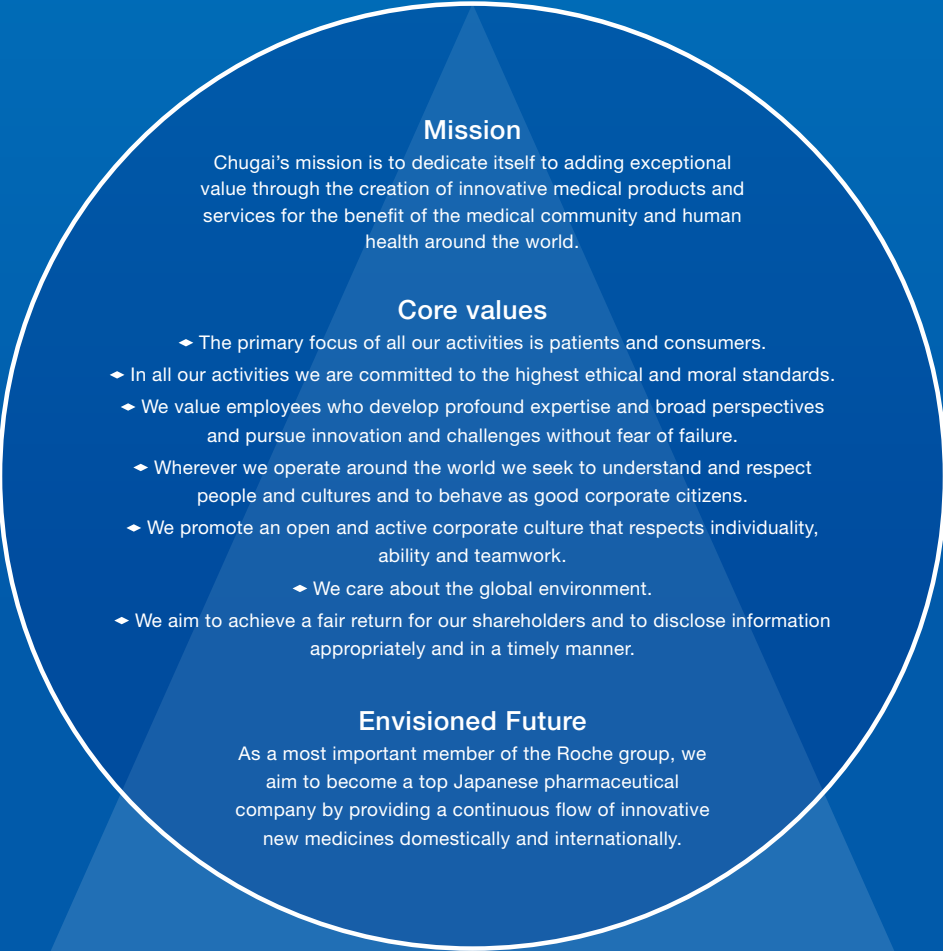 Mission
Chugai's mission is to dedicate itself to adding exceptional
value through the creation of innovative medical products and
services for the benefit of the medical community and human
health around the world.
Core values
The primary focus of all our activities is patients and consumers.
In all our activities we are committed to the highest ethical and moral standards.
We value employees who develop profound expertise and broad perspectives
and pursue innovation and challenges without fear of failure.
Wherever we operate around the world we seek to understand and respect
people and cultures and to behave as good corporate citizens.
We promote an open and active corporate culture that respects individuality,
ability and teamwork.
We care about the global environment.
We aim to achieve a fair return for our shareholders and to disclose information
appropriately and in a timely manner.
Envisioned Future
As a most important member of the Roche group, we
aim to become a top Japanese pharmaceutical
company by providing a continuous flow of innovative
new medicines domestically and internationally.